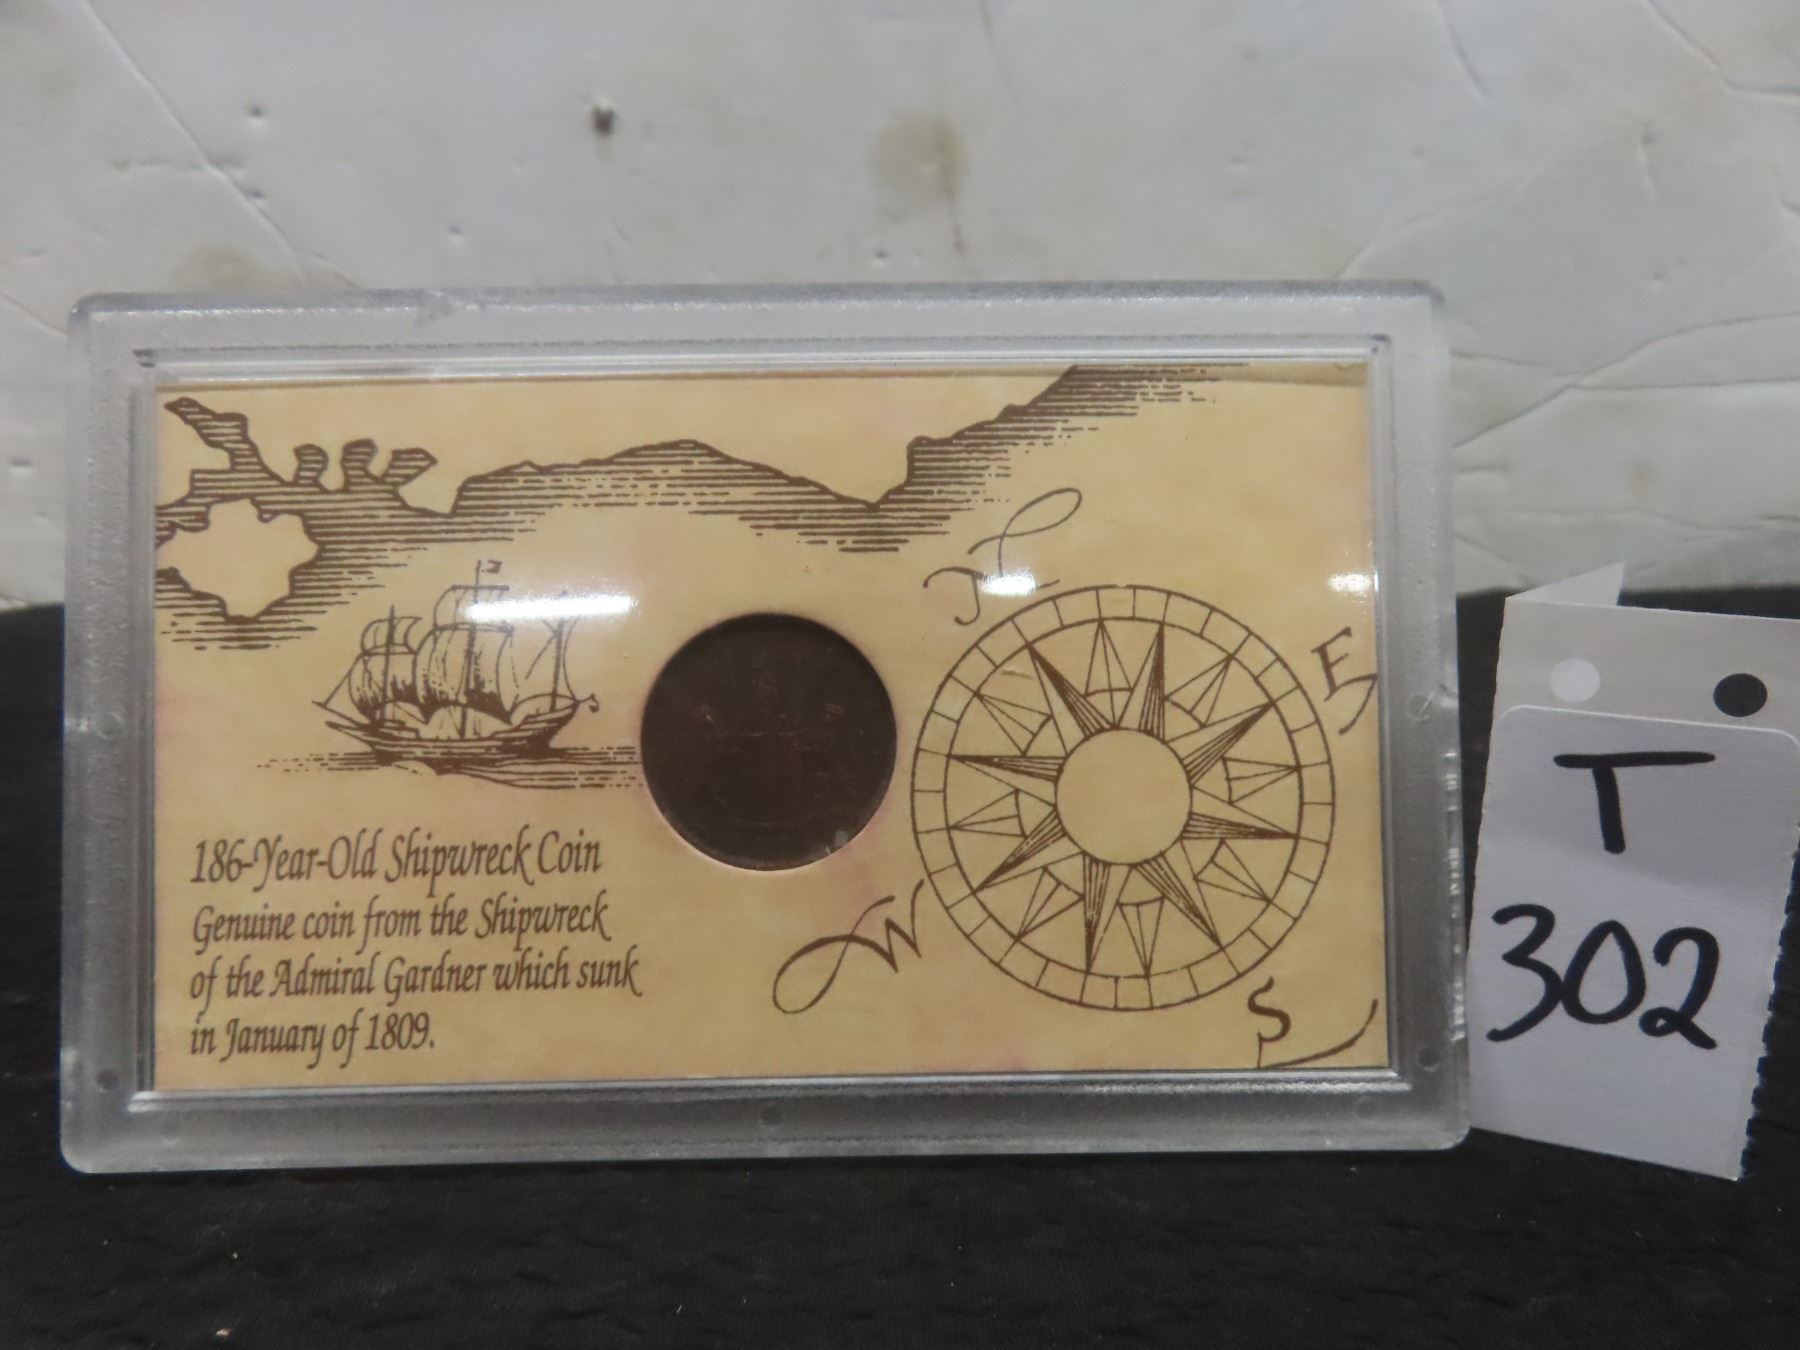 N
E
W
S
186-Year-Old Shipwreck Coin
Genuine coin from the Shipwreck
of the Admiral Gardner which sunk
in January of 1809.
T
302